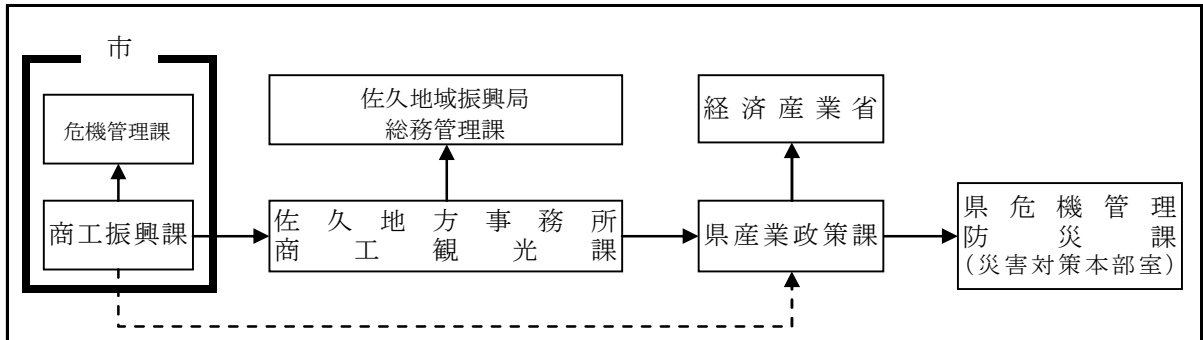 市
危機管理課
商工振興課
佐久地域振興局
総務管理課
佐久地方事務所
商工観光課
経済産業省
県産業政策課
県危機管理
防災課
(災害対策本部室)